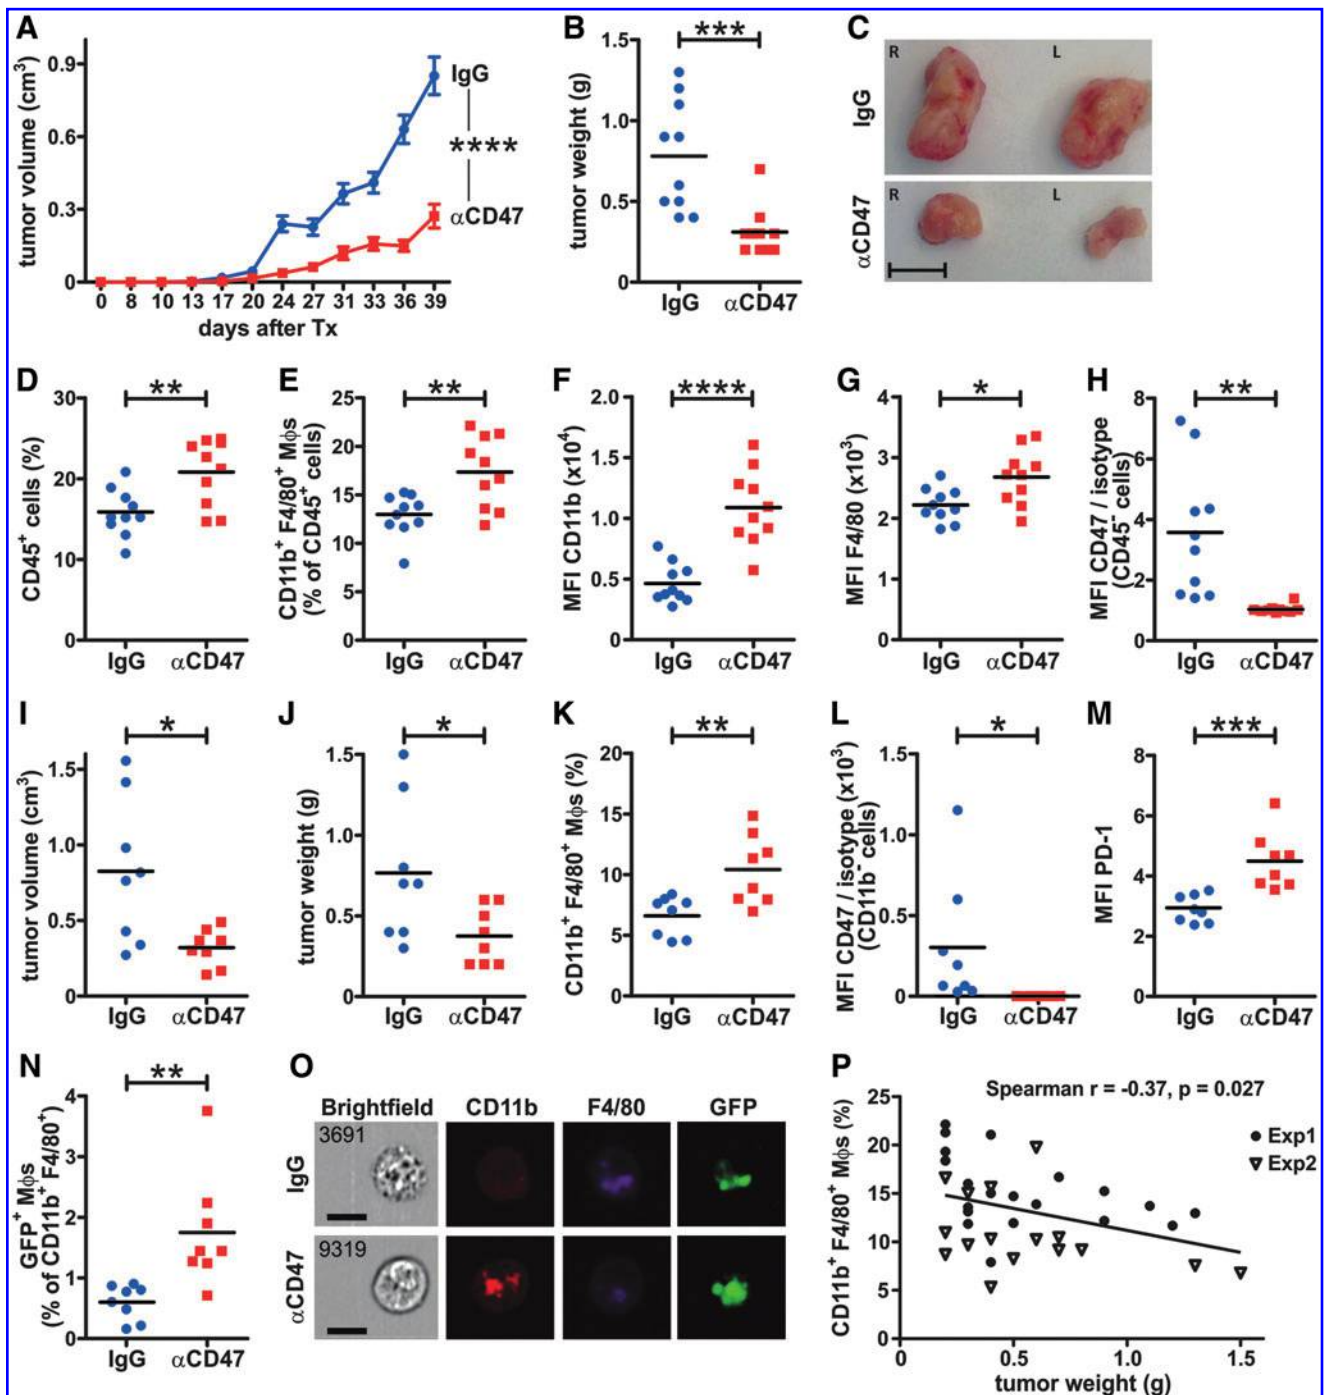 A
tumor volume (cm³)
0.9
0.6
0.3
0
0 8 10 13 17 20 24 27 31 33 36 39
days after Tx
IgG
****
αCD47
B
tumor weight (g)
1.5
1.0
0.5
0
***
IgG αCD47
C
IgG
R L
αCD47
R L
D
CD45⁺ cells (%)
30
20
10
0
**
IgG αCD47
E
CD11b⁺ F4/80⁺ Mφs
(% of CD45⁺ cells)
25
20
15
10
5
0
**
IgG αCD47
F
MFI CD11b (x10⁴)
2.0
1.5
1.0
0.5
0
****
IgG αCD47
G
MFI F4/80 (x10³)
4
3
2
1
0
*
IgG αCD47
H
MFI CD47 / isotype
(CD45⁻ cells)
8
6
4
2
0
**
IgG αCD47
I
tumor volume (cm³)
1.5
1.0
0.5
0
*
IgG αCD47
J
tumor weight (g)
1.5
1.0
0.5
0
*
IgG αCD47
K
CD11b⁺ F4/80⁺ Mφs (%)
20
15
10
5
0
**
IgG αCD47
L
MFI CD47 / isotype (x10³)
(CD11b⁻ cells)
1.5
1.0
0.5
0
*
IgG αCD47
M
MFI PD-1
8
6
4
2
0
***
IgG αCD47
N
GFP⁺ Mφs
(% of CD11b⁺ F4/80⁺)
4
3
2
1
0
**
IgG αCD47
O
Brightfield CD11b F4/80 GFP
IgG
3691
αCD47
9319
P
CD11b⁺ F4/80⁺ Mφs (%)
25
20
15
10
5
0
Spearman r = -0.37, p = 0.027
Exp1
Exp2
0 0.5 1.0 1.5
tumor weight (g)